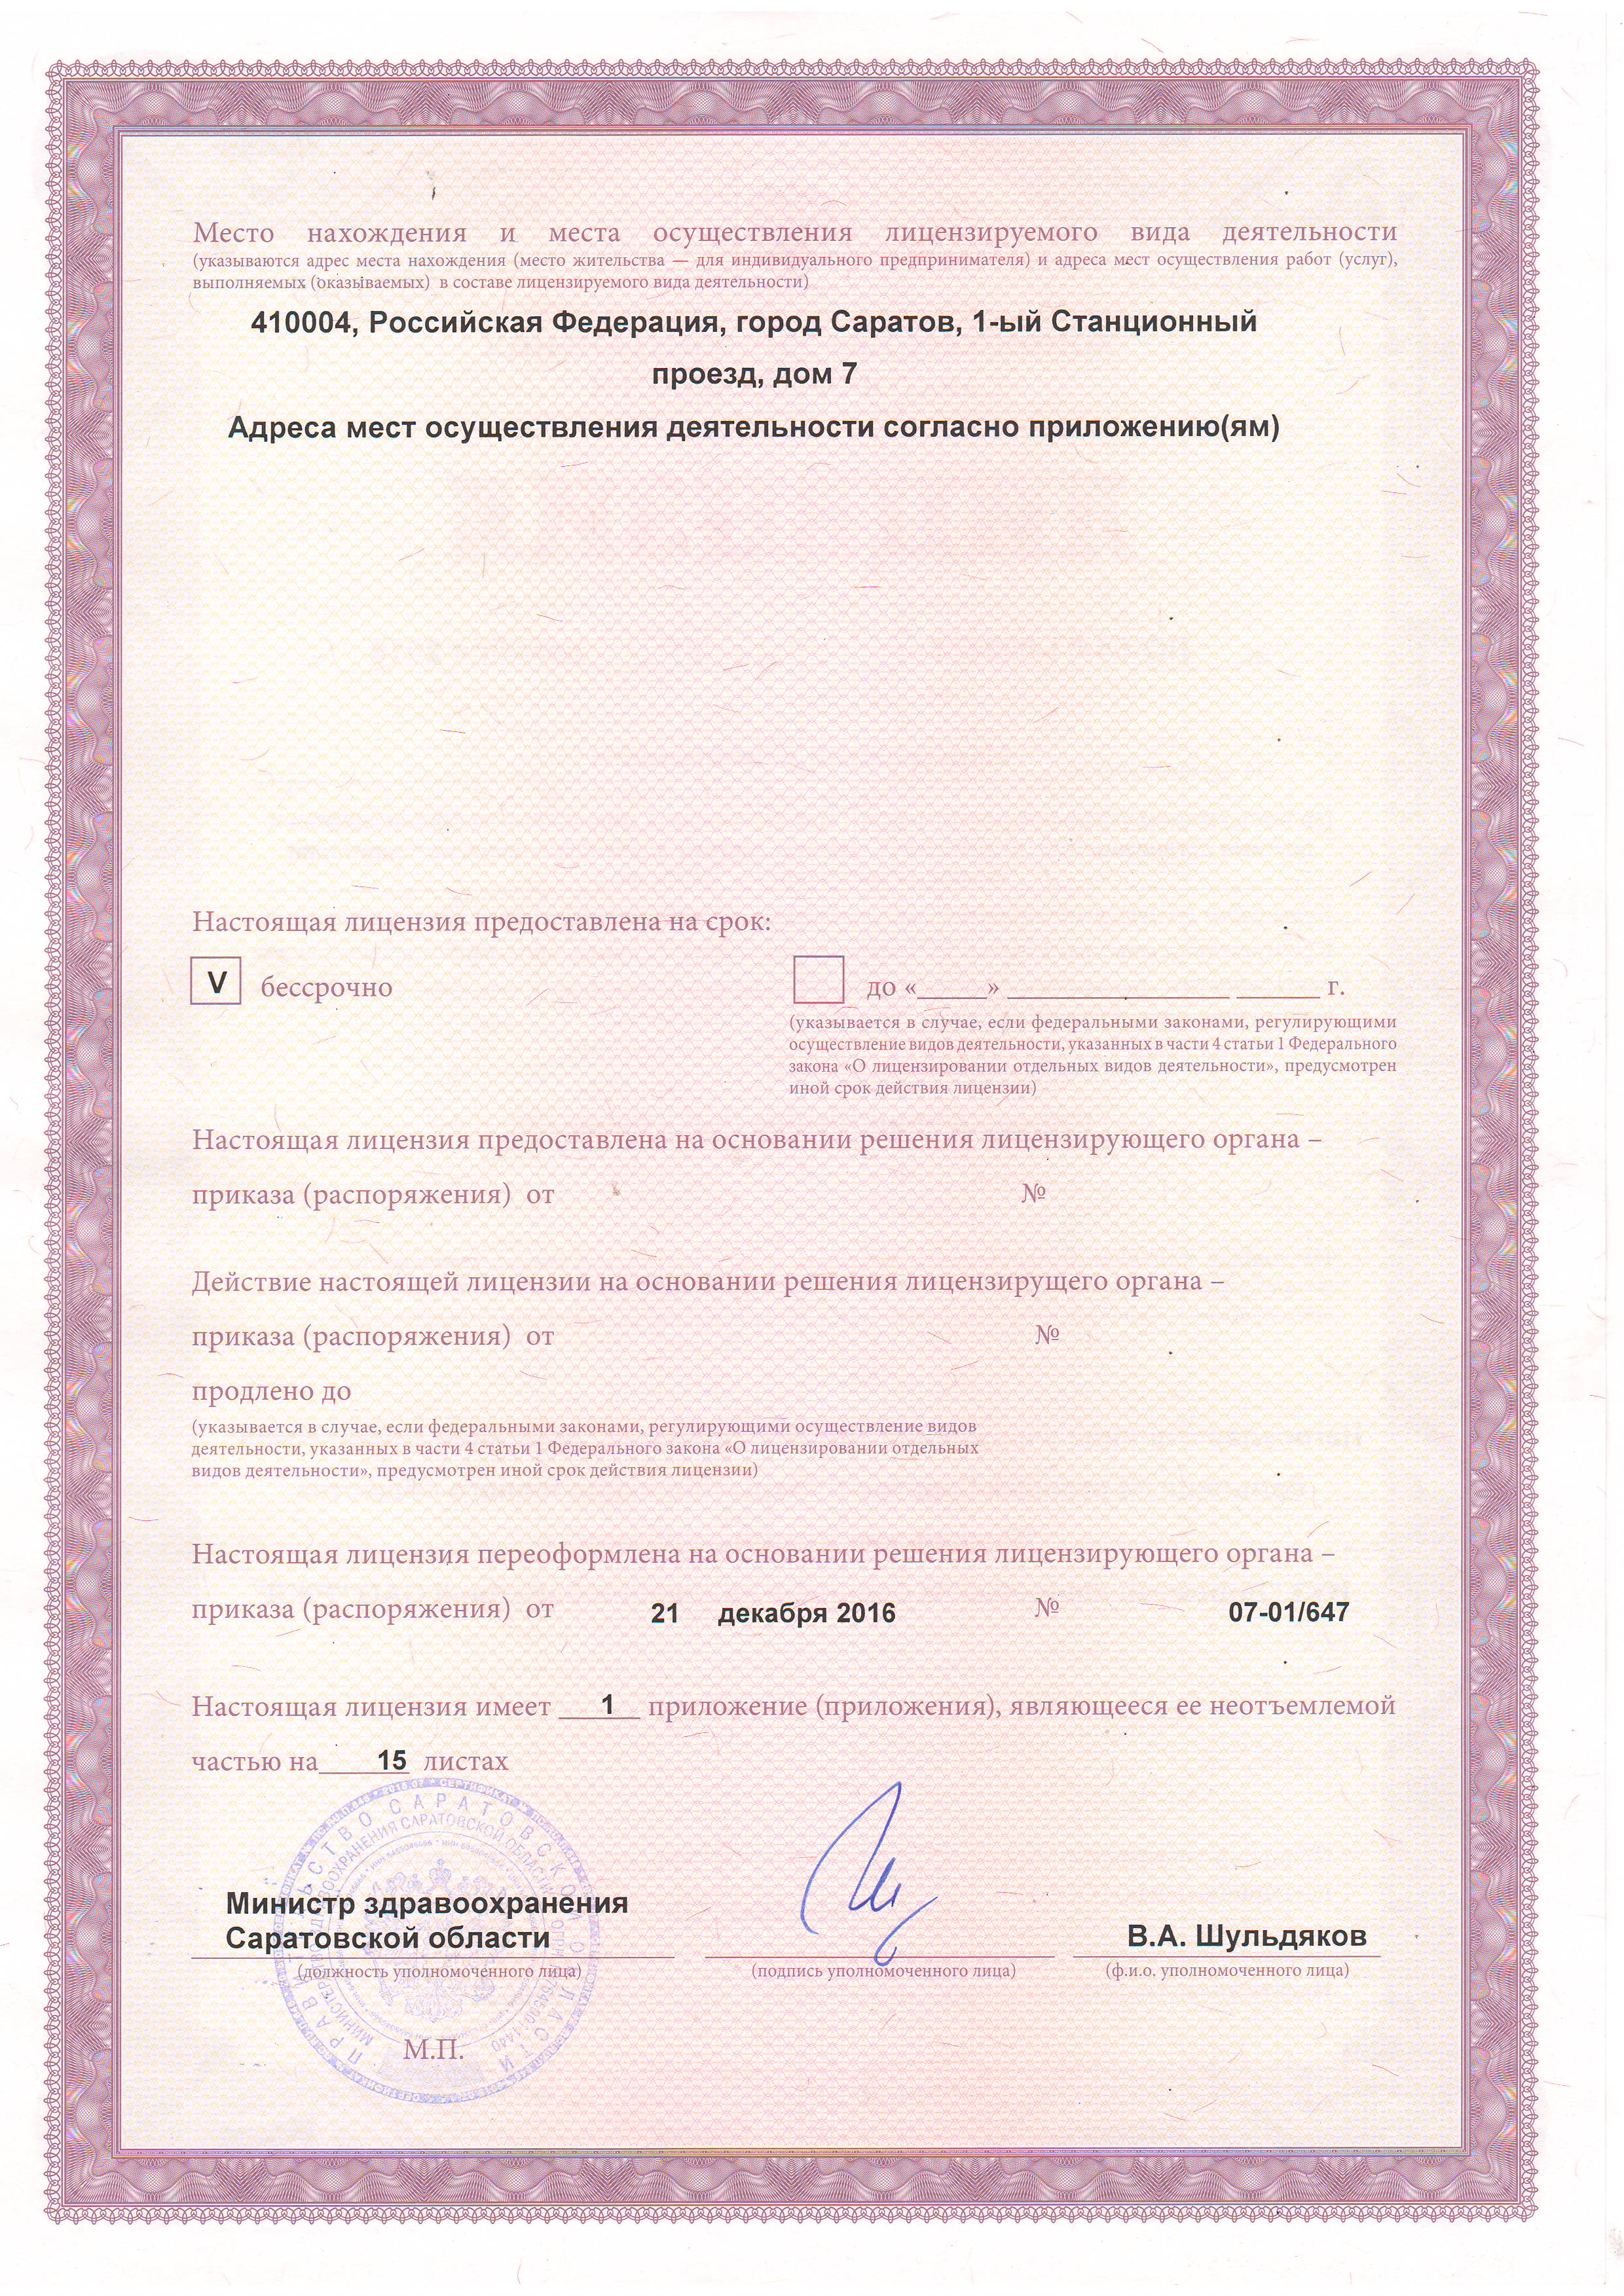 Место нахождения и места осуществления лицензируемого вида деятельности
(указываются адрес места нахождения (место жительства — для индивидуального предпринимателя) и адреса мест осуществления работ (услуг),
выполняемых (оказываемых) в составе лицензируемого вида деятельности)
410004, Российская Федерация, город Саратов, 1-ый Станционный
проезд, дом 7
Адреса мест осуществления деятельности согласно приложению(ям)
Настоящая лицензия предоставлена на срок:
V бессрочно
до «_____» ________________ ______ г.
(указывается в случае, если федеральными законами, регулирующими
осуществление видов деятельности, указанных в части 4 статьи 1 Федерального
закона «О лицензировании отдельных видов деятельности», предусмотрен
иной срок действия лицензии)
Настоящая лицензия предоставлена на основании решения лицензирующего органа –
приказа (распоряжения) от №
Действие настоящей лицензии на основании решения лицензирущего органа –
приказа (распоряжения) от №
продлено до
(указывается в случае, если федеральными законами, регулирующими осуществление видов
деятельности, указанных в части 4 статьи 1 Федерального закона «О лицензировании отдельных
видов деятельности», предусмотрен иной срок действия лицензии)
Настоящая лицензия переоформлена на основании решения лицензирующего органа –
приказа (распоряжения) от 21 декабря 2016 № 07-01/647
Настоящая лицензия имеет 1 приложение (приложения), являющееся ее неотъемлемой
частью на 15 листах
ПРАВИТЕЛЬСТВО САРАТОВСКОЙ ОБЛАСТИ
МИНИСТЕРСТВО ЗДРАВООХРАНЕНИЯ САРАТОВСКОЙ ОБЛАСТИ
Министр здравоохранения
Саратовской области
В.А. Шульдяков
(должность уполномоченного лица) (подпись уполномоченного лица) (ф.и.о. уполномоченного лица)
М.П.